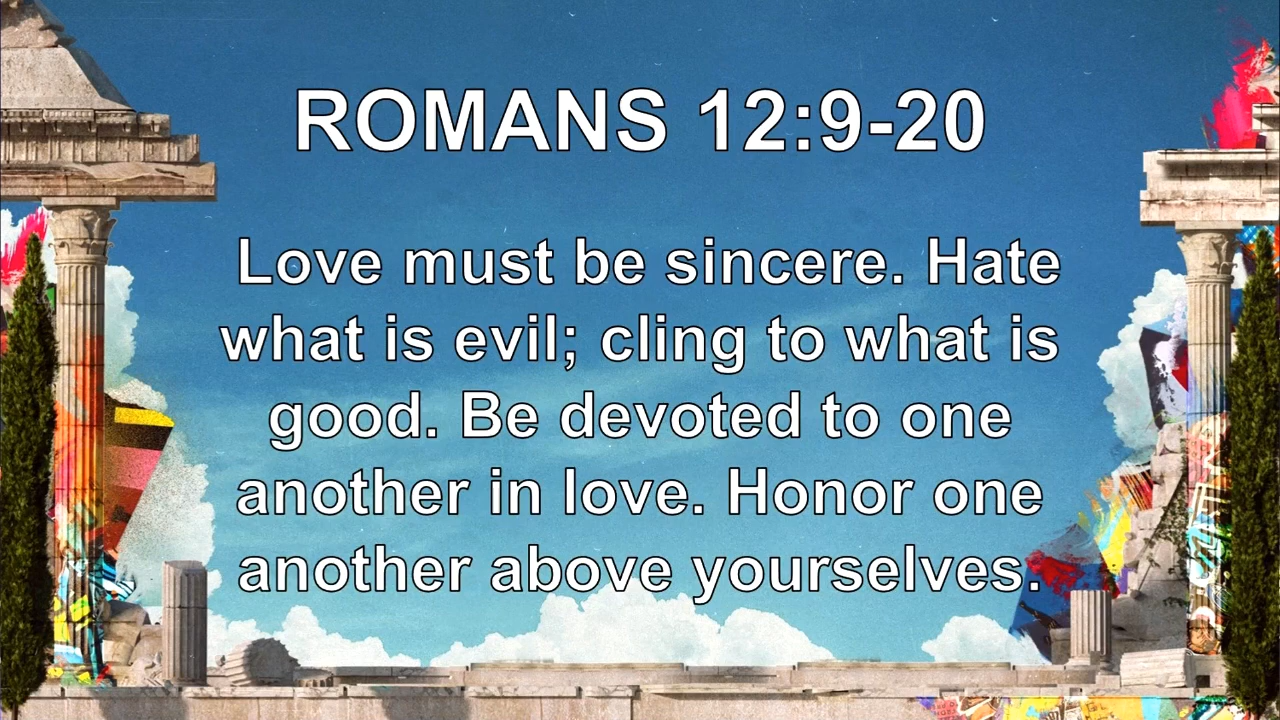 ROMANS 12:9-20
Love must be sincere. Hate
what is evil; cling to what is
good. Be devoted to one
another in love. Honor one
another above yourselves.